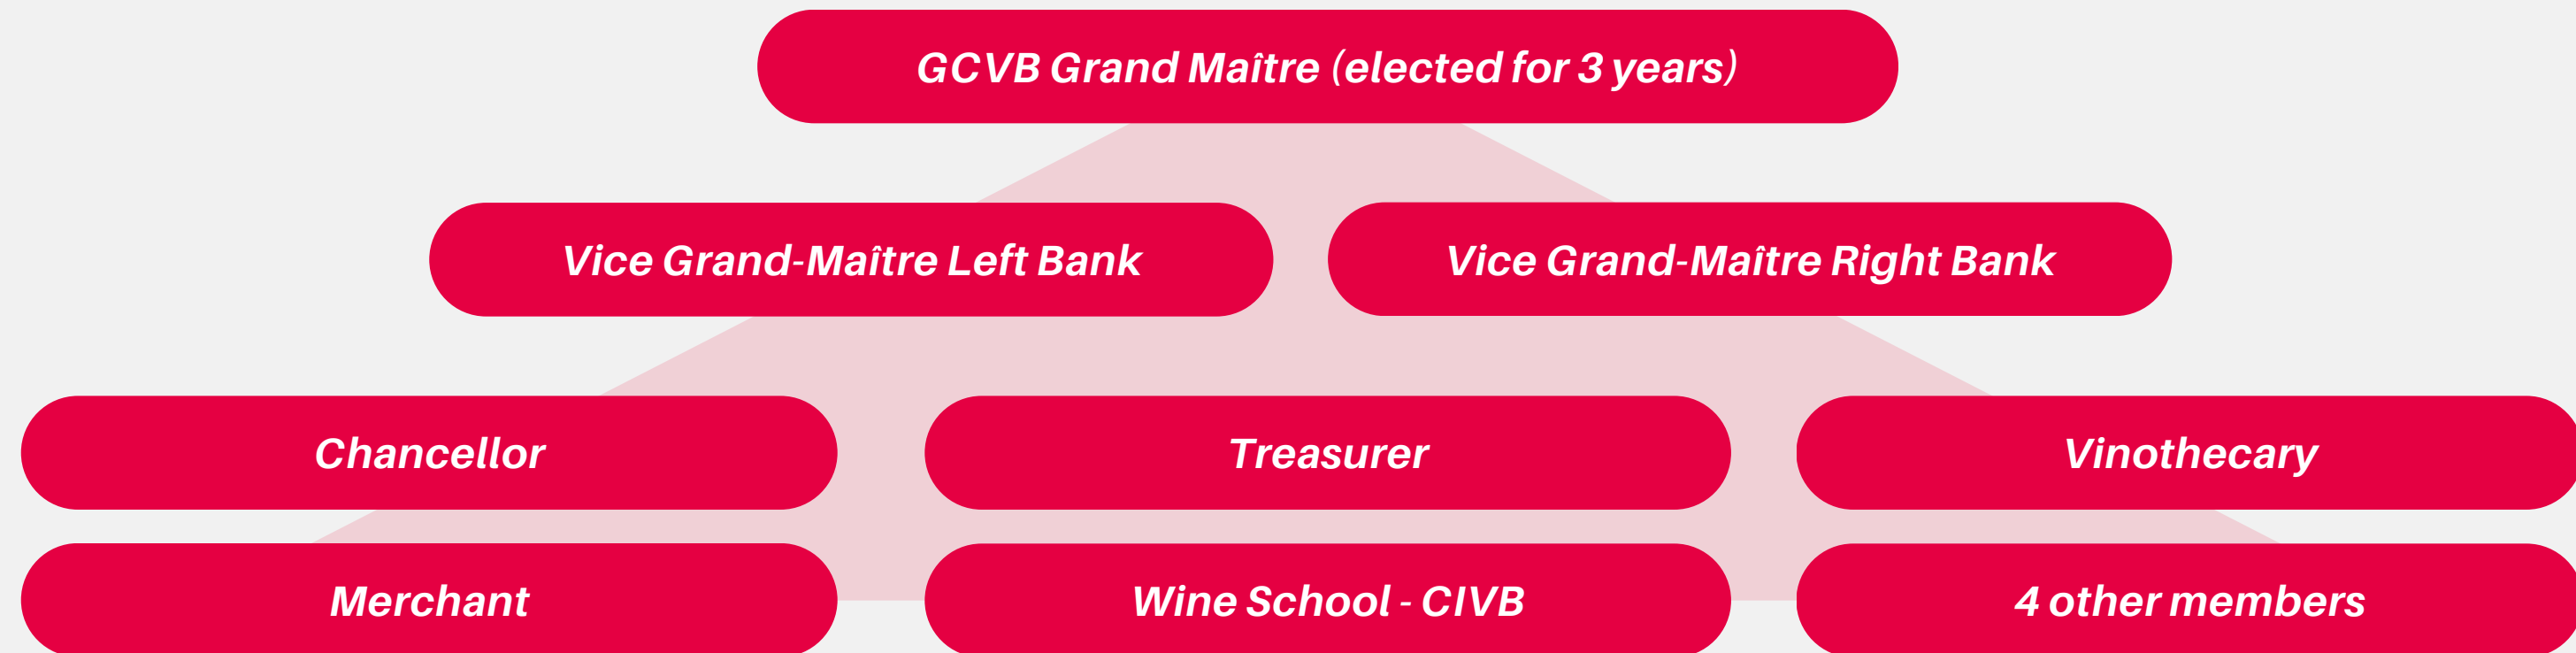 GCVB Grand Maître (elected for 3 years)
Vice Grand-Maître Left Bank
Vice Grand-Maître Right Bank
Chancellor
Treasurer
Vinothecary
Merchant
Wine School - CIVB
4 other members